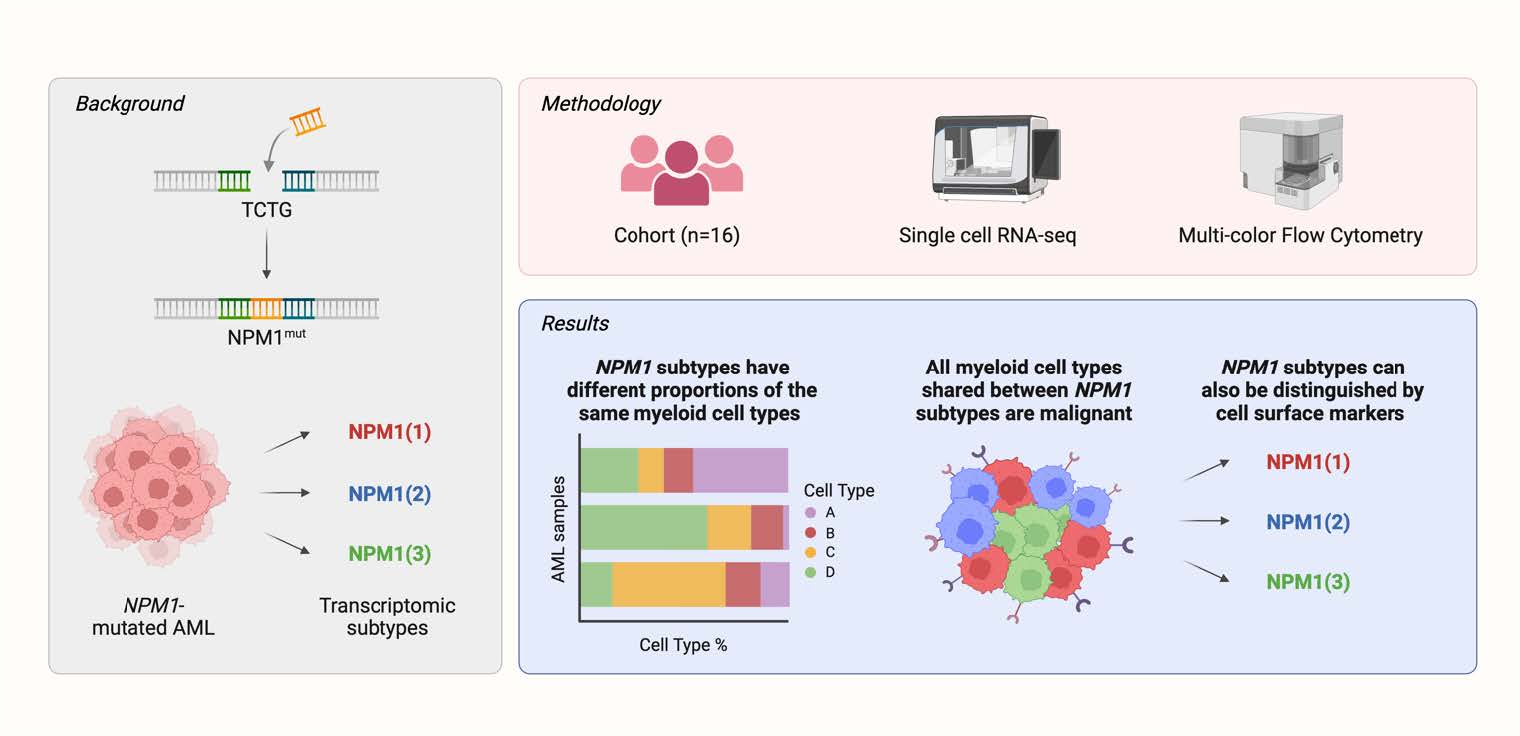 Background
TCTG
NPM1mut
NPM1(1)
NPM1(2)
NPM1(3)
NPM1-
mutated AML
Transcriptomic
subtypes
Methodology
Cohort (n=16)
Single cell RNA-seq
Multi-color Flow Cytometry
Results
NPM1 subtypes have
different proportions of the
same myeloid cell types
AML samples
Cell Type %
Cell Type
A
B
C
D
All myeloid cell types
shared between NPM1
subtypes are malignant
NPM1 subtypes can
also be distinguished by
cell surface markers
NPM1(1)
NPM1(2)
NPM1(3)